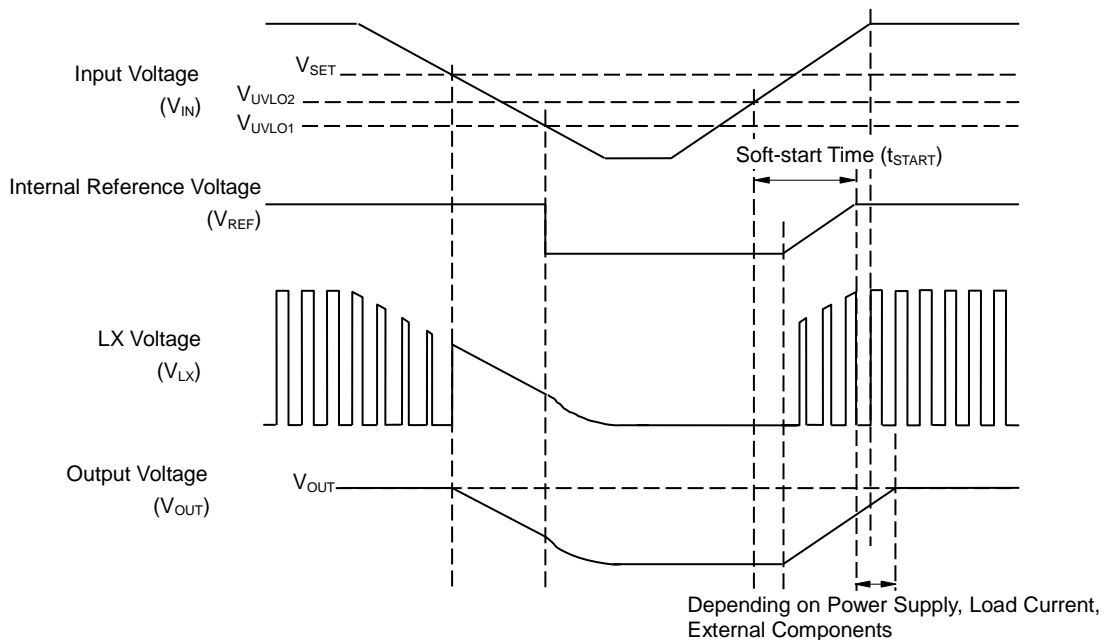 Input Voltage
(VIN)
VSET
VUVLO2
VUVLO1
Soft-start Time (tSTART)
Internal Reference Voltage
(VREF)
LX Voltage
(VLX)
Output Voltage
(VOUT)
VOUT
Depending on Power Supply, Load Current,
External Components